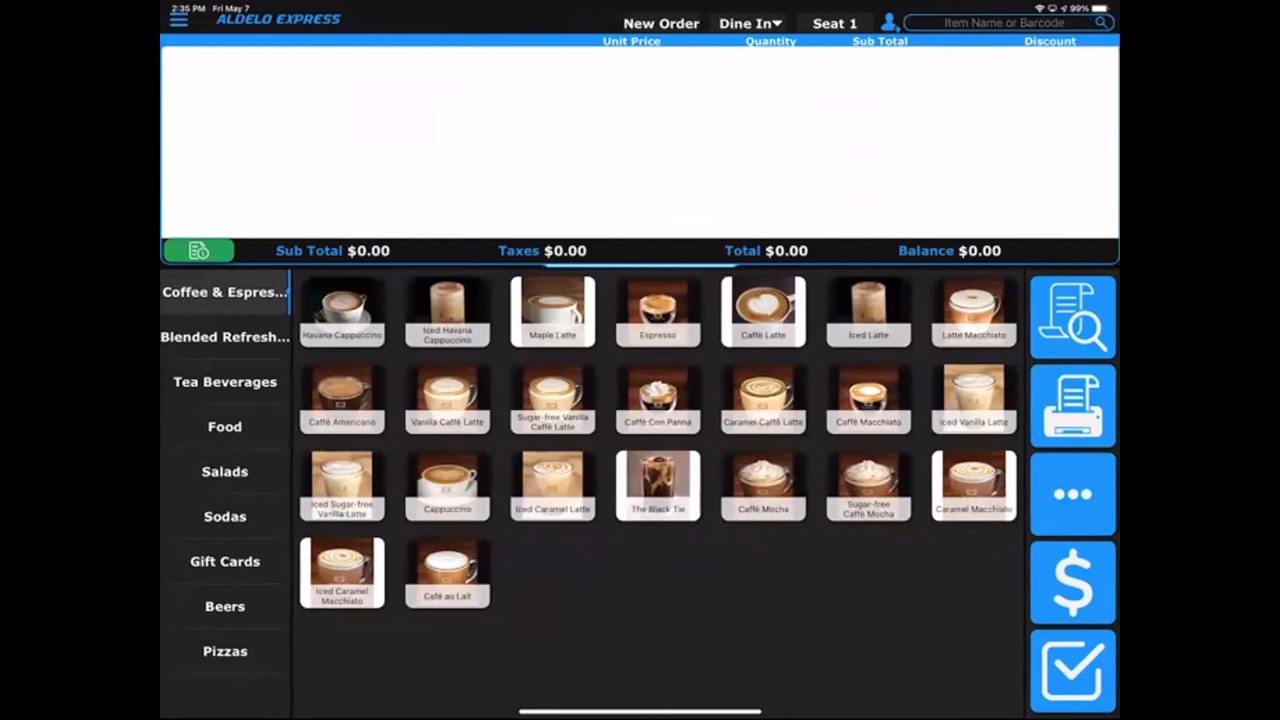 2:35 PM Fri May 7
99%
ALDELO EXPRESS
New Order Dine In Seat 1 Item Name or Barcode
Unit Price Quantity Sub Total Discount
Sub Total $0.00 Taxes $0.00 Total $0.00 Balance $0.00
Coffee & Espres...
Blended Refresh...
Tea Beverages
Food
Salads
Sodas
Gift Cards
Beers
Pizzas
Havana Cappuccino
Iced Havana
Cappuccino
Maple Latte
Espresso
Caffè Latte
Iced Latte
Latte Macchiato
Caffè Americano
Vanilla Caffè Latte
Sugar-free Vanilla
Caffè Latte
Caffè Con Panna
Caramel Caffè Latte
Caffè Macchiato
Iced Vanilla Latte
Iced Sugar-free
Vanilla Latte
Cappuccino
Iced Caramel Latte
The Black Tie
Caffè Mocha
Sugar-free
Caffè Mocha
Caramel Macchiato
Iced Caramel
Macchiato
Café au Lait